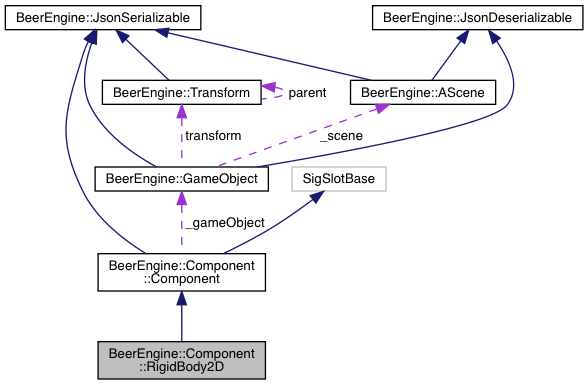 BeerEngine::JsonSerializable
BeerEngine::JsonDeserializable
BeerEngine::Transform
parent
BeerEngine::AScene
transform
_scene
BeerEngine::GameObject
SigSlotBase
_gameObject
BeerEngine::Component
::Component
BeerEngine::Component
::RigidBody2D